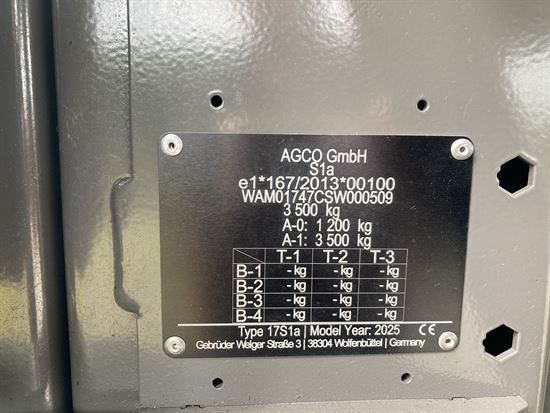 AGCO GmbH
S1a
e1*167/2013*00100
WAM01747CSW000509
3 500 kg
A-0: 1 200 kg
A-1: 3 500 kg
T-1 T-2 T-3
B-1 - kg - kg - kg
B-2 - kg - kg - kg
B-3 - kg - kg - kg
B-4 - kg - kg - kg
Type 17S1a | Model Year: 2025 CE
Gebrüder Welger Straße 3 | 38304 Wolfenbüttel | Germany